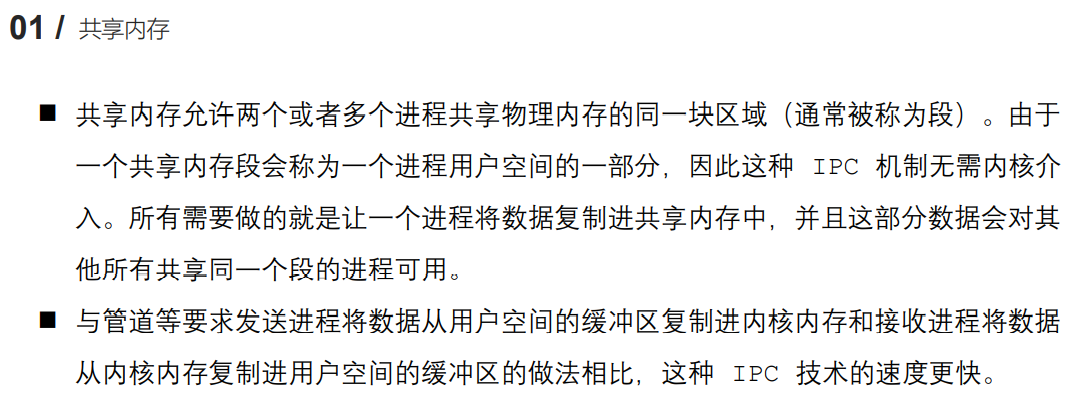 01 / 共享内存
■ 共享内存允许两个或者多个进程共享物理内存的同一块区域（通常被称为段）。由于
一个共享内存段会称为一个进程用户空间的一部分，因此这种 IPC 机制无需内核介
入。所有需要做的就是让一个进程将数据复制进共享内存中，并且这部分数据会对其
他所有共享同一个段的进程可用。
■ 与管道等要求发送进程将数据从用户空间的缓冲区复制进内核内存和接收进程将数据
从内核内存复制进用户空间的缓冲区的做法相比，这种 IPC 技术的速度更快。